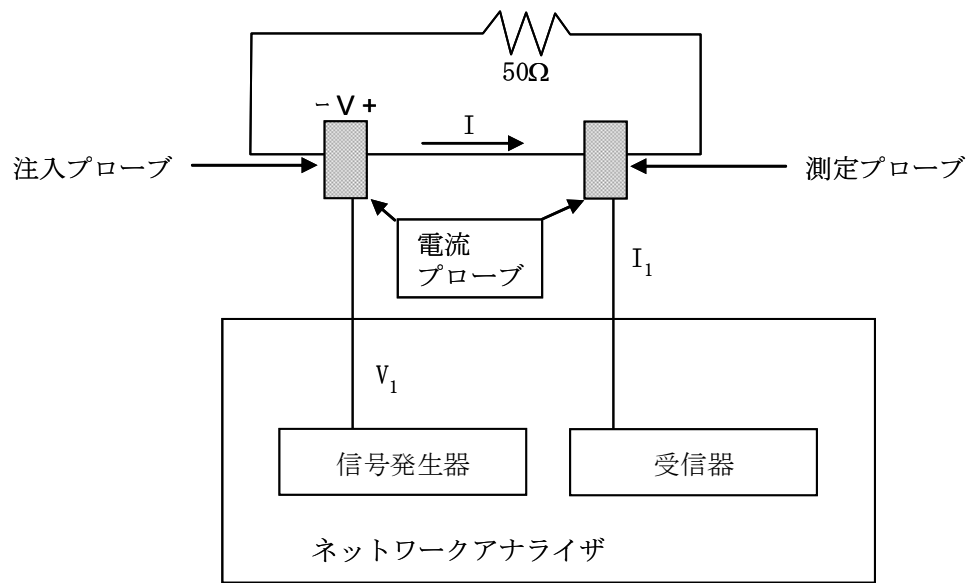 50Ω
- V +
I
注入プローブ
測定プローブ
電流
プローブ
I₁
V₁
信号発生器
受信器
ネットワークアナライザ